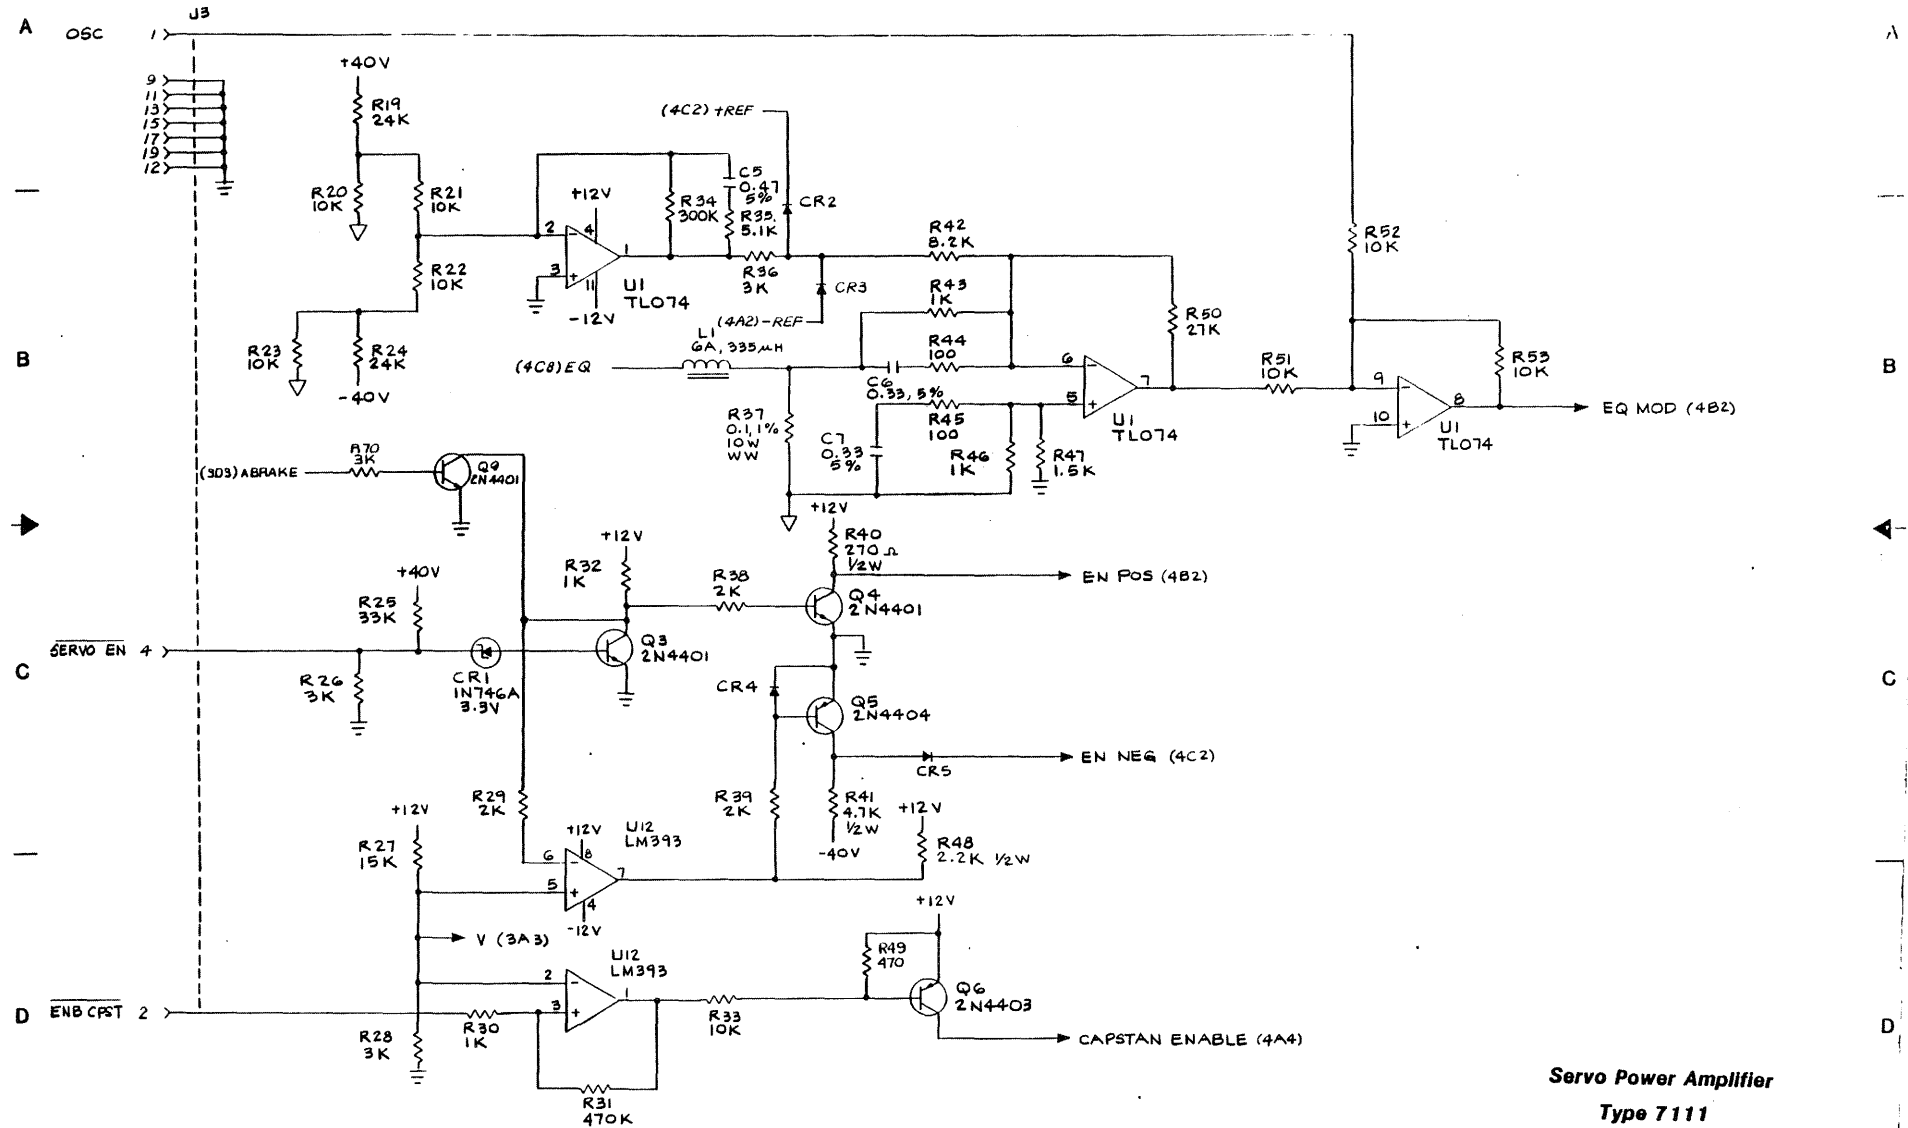 J3
A
OSC
1
A
9
11
13
15
17
19
12
+40V
R19
24K
R20
10K
R21
10K
R22
10K
R23
10K
R24
24K
-40V
(4C2) +REF
+12V
4
2
-
3
+
11
1
U1
TL074
-12V
R34
300K
C5
0.47
5%
R35
5.1K
CR2
R36
3K
CR3
(4A2) -REF
R42
8.2K
R43
1K
R44
100
L1
6A, 335μH
(4C8) EQ
C6
0.33, 5%
R37
0.1, 1%
10W
WW
C7
0.33
5%
R45
100
R46
1K
R47
1.5K
6
-
5
+
7
U1
TL074
R50
27K
R51
10K
R52
10K
R53
10K
9
-
10
+
8
U1
TL074
EQ MOD (4B2)
B
B
(3D3) ABRAKE
R70
3K
Q9
2N4401
+12V
R40
270 Ω
1/2W
EN POS (4B2)
+12V
R32
1K
R38
2K
Q4
2N4401
+40V
R25
33K
SERVO EN 4
R26
3K
CR1
1N746A
3.3V
Q3
2N4401
C
C
CR4
Q5
2N4404
EN NEG (4C2)
CR5
R29
2K
R39
2K
R41
4.7K
1/2W
-40V
+12V
R48
2.2K 1/2W
+12V
R27
15K
+12V
8
U12
LM393
6
-
5
+
7
4
-12V
V (3A3)
U12
LM393
2
-
3
+
1
+12V
R49
470
Q6
2N4403
D
ENB CPST 2
R30
1K
R28
3K
R31
470K
R33
10K
CAPSTAN ENABLE (4A4)
D
Servo Power Amplifier
Type 7111